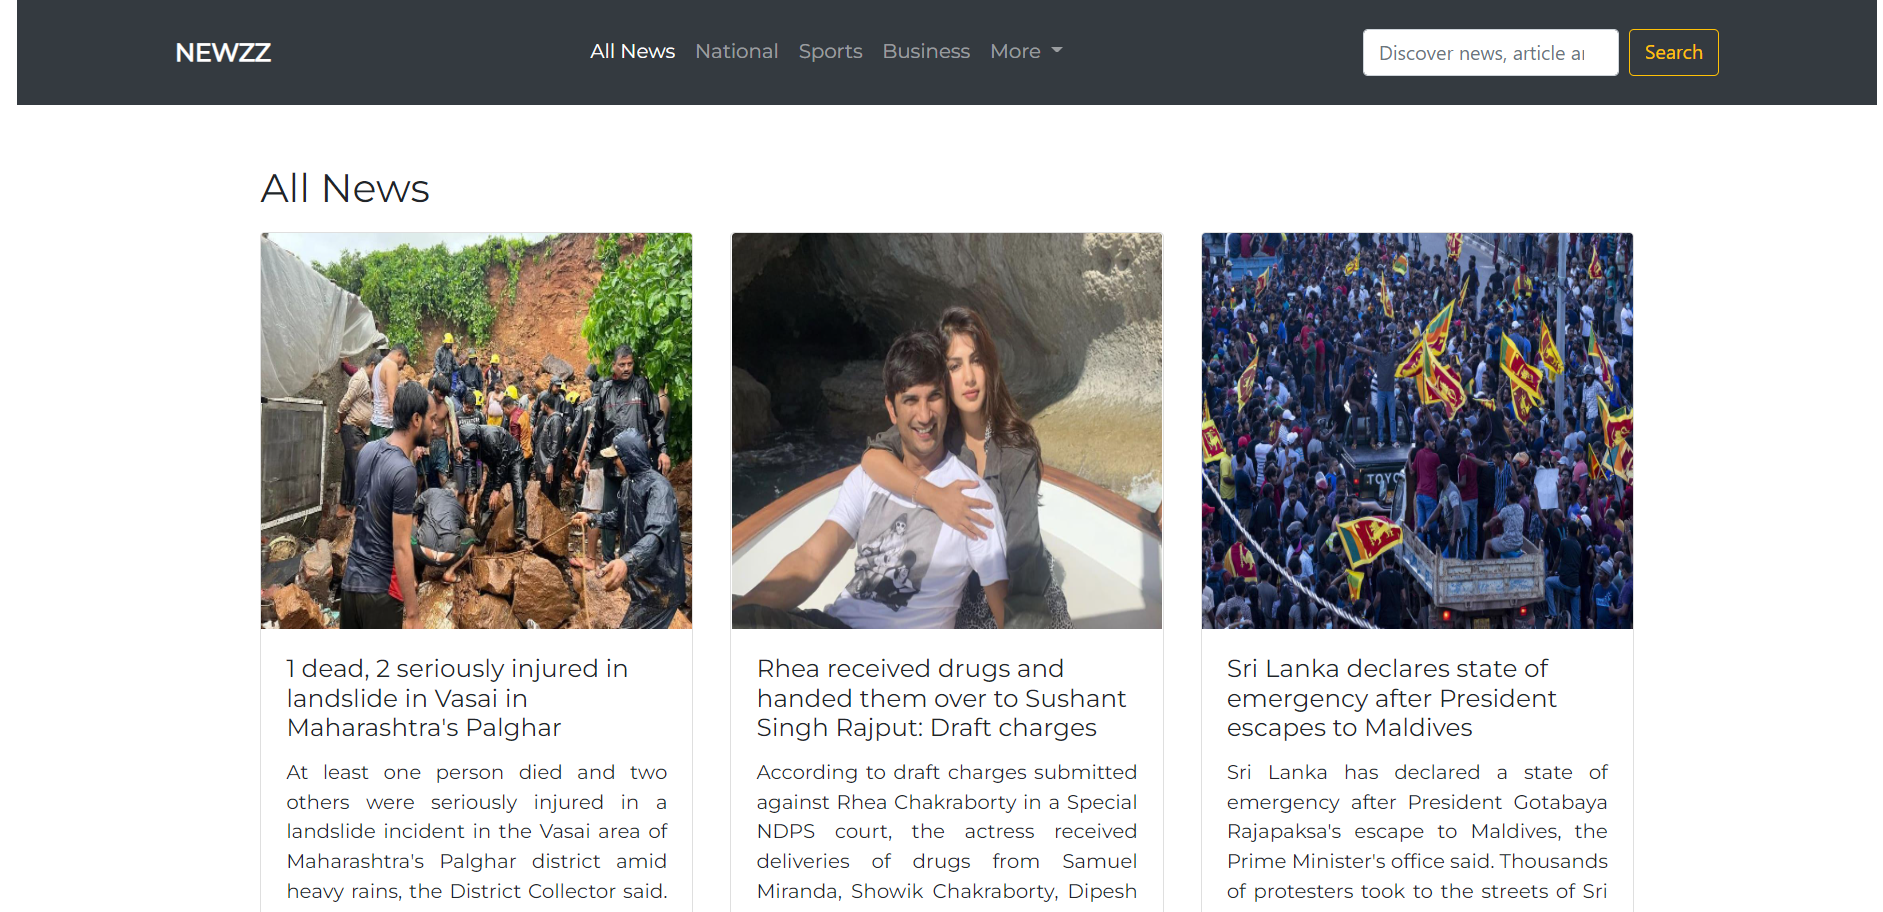 NEWZZ
All News National Sports Business More
Discover news, article ar
Search
All News
1 dead, 2 seriously injured in
landslide in Vasai in
Maharashtra's Palghar
At least one person died and two
others were seriously injured in a
landslide incident in the Vasai area of
Maharashtra's Palghar district amid
heavy rains, the District Collector said.
TOYO
Rhea received drugs and
handed them over to Sushant
Singh Rajput: Draft charges
According to draft charges submitted
against Rhea Chakraborty in a Special
NDPS court, the actress received
deliveries of drugs from Samuel
Miranda, Showik Chakraborty, Dipesh
Sri Lanka declares state of
emergency after President
escapes to Maldives
Sri Lanka has declared a state of
emergency after President Gotabaya
Rajapaksa's escape to Maldives, the
Prime Minister's office said. Thousands
of protesters took to the streets of Sri